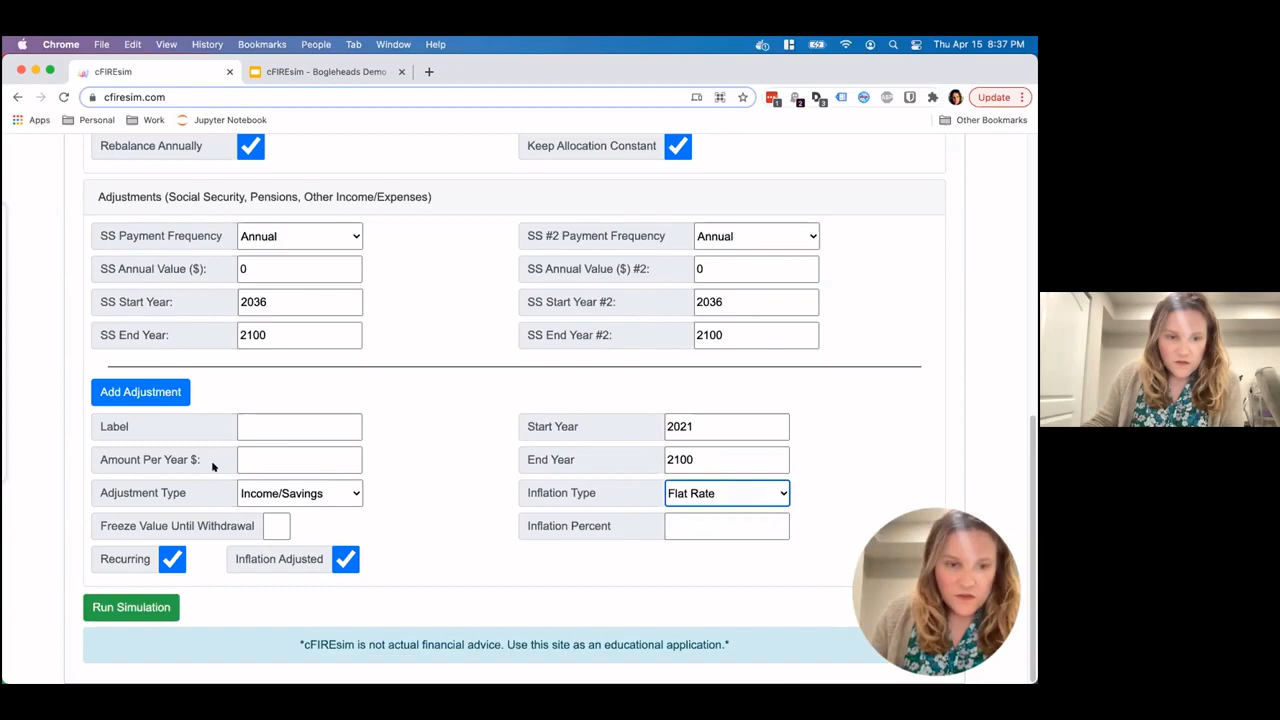 Chrome File Edit View History Bookmarks People Tab Window Help Thu Apr 15 8:37 PM
cFIREsim cFIREsim - Bogleheads Demo
cfiresim.com Update
Apps Personal Work Jupyter Notebook Other Bookmarks
Rebalance Annually Keep Allocation Constant
Adjustments (Social Security, Pensions, Other Income/Expenses)
SS Payment Frequency Annual SS #2 Payment Frequency Annual
SS Annual Value ($): 0 SS Annual Value ($) #2: 0
SS Start Year: 2036 SS Start Year #2: 2036
SS End Year: 2100 SS End Year #2: 2100
Add Adjustment
Label Start Year 2021
Amount Per Year $: End Year 2100
Adjustment Type Income/Savings Inflation Type Flat Rate
Freeze Value Until Withdrawal Inflation Percent
Recurring Inflation Adjusted
Run Simulation
*cFIREsim is not actual financial advice. Use this site as an educational application.*